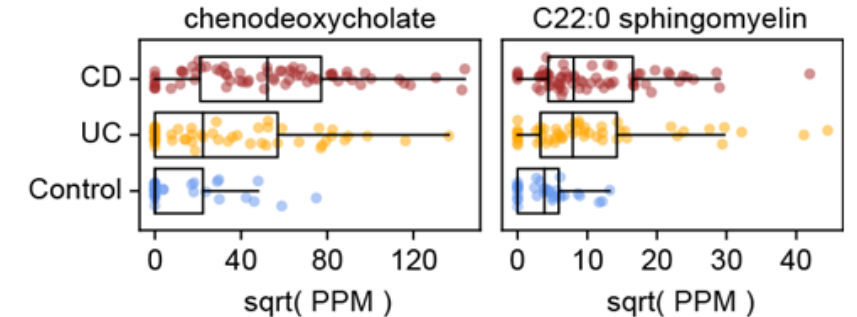 chenodeoxycholate
C22:0 sphingomyelin
CD
UC
Control
0 40 80 120
0 10 20 30 40
sqrt( PPM )
sqrt( PPM )